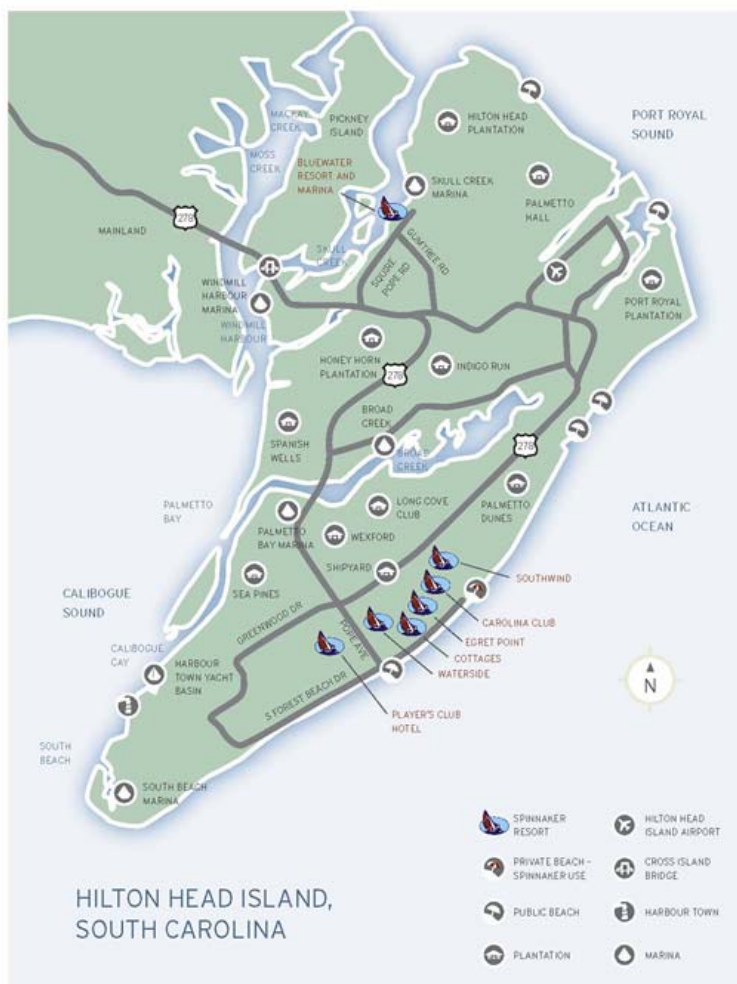 MACKAY
CREEK
PICKNEY
ISLAND
HILTON HEAD
PLANTATION
PORT ROYAL
SOUND
MOSS
CREEK
BLUEWATER
RESORT AND
MARINA
SKULL CREEK
MARINA
PALMETTO
HALL
278
MAINLAND
SKULL
CREEK
SQUIRE
POPE RD
GUMTREE RD
WINDMILL
HARBOUR
MARINA
WINDMILL
HARBOUR
PORT ROYAL
PLANTATION
HONEY HORN
PLANTATION
278
INDIGO RUN
BROAD
CREEK
SPANISH
WELLS
BROAD
CREEK
278
PALMETTO
BAY
PALMETTO
BAY MARINA
LONG COVE
CLUB
WEXFORD
PALMETTO
DUNES
ATLANTIC
OCEAN
SHIPYARD
SEA PINES
SOUTHWIND
CALIBOGUE
SOUND
GREENWOOD DR
POPE AVE
CAROLINA CLUB
EGRET POINT
COTTAGES
WATERSIDE
CALIBOGUE
CAY
HARBOUR
TOWN YACHT
BASIN
S FOREST BEACH DR
PLAYER'S CLUB
HOTEL
N
SOUTH
BEACH
SOUTH BEACH
MARINA
SPINNAKER
RESORT
HILTON HEAD
ISLAND AIRPORT
PRIVATE BEACH -
SPINNAKER USE
CROSS ISLAND
BRIDGE
PUBLIC BEACH
HARBOUR TOWN
PLANTATION
MARINA
HILTON HEAD ISLAND,
SOUTH CAROLINA